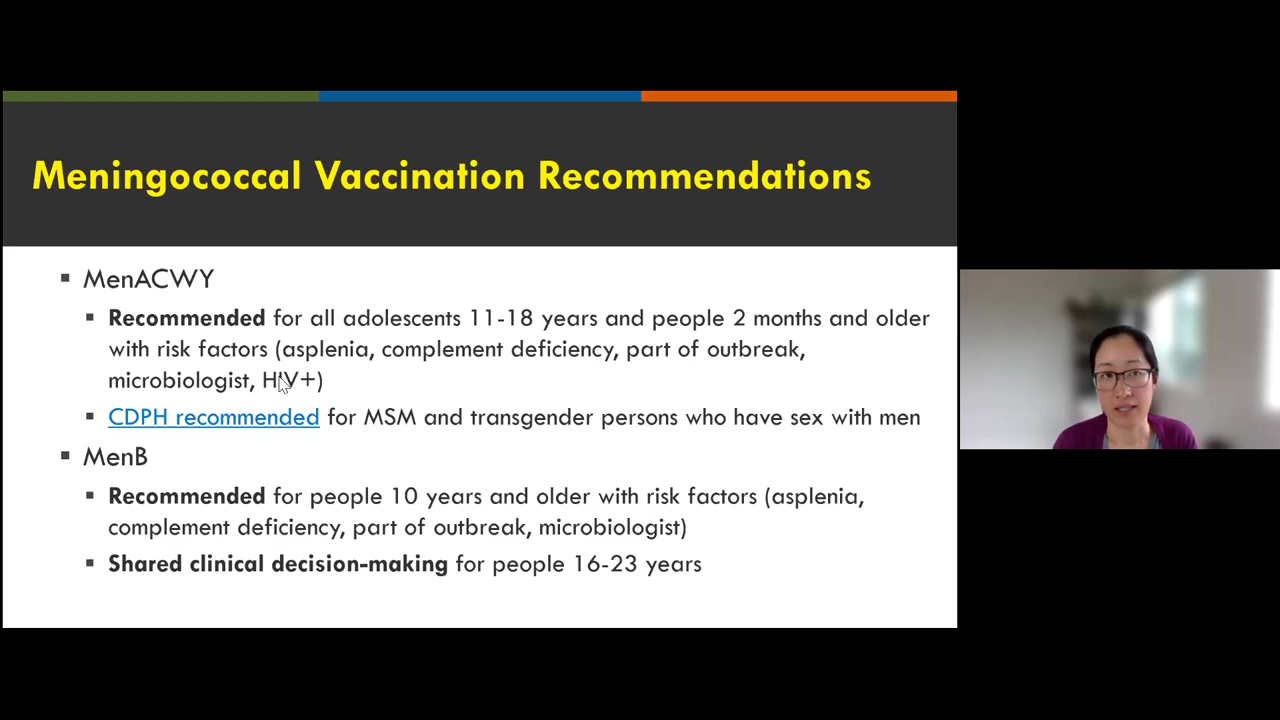 Meningococcal Vaccination Recommendations
▪ MenACWY
▪ Recommended for all adolescents 11-18 years and people 2 months and older
with risk factors (asplenia, complement deficiency, part of outbreak,
microbiologist, HIV+)
▪ CDPH recommended for MSM and transgender persons who have sex with men
▪ MenB
▪ Recommended for people 10 years and older with risk factors (asplenia,
complement deficiency, part of outbreak, microbiologist)
▪ Shared clinical decision-making for people 16-23 years